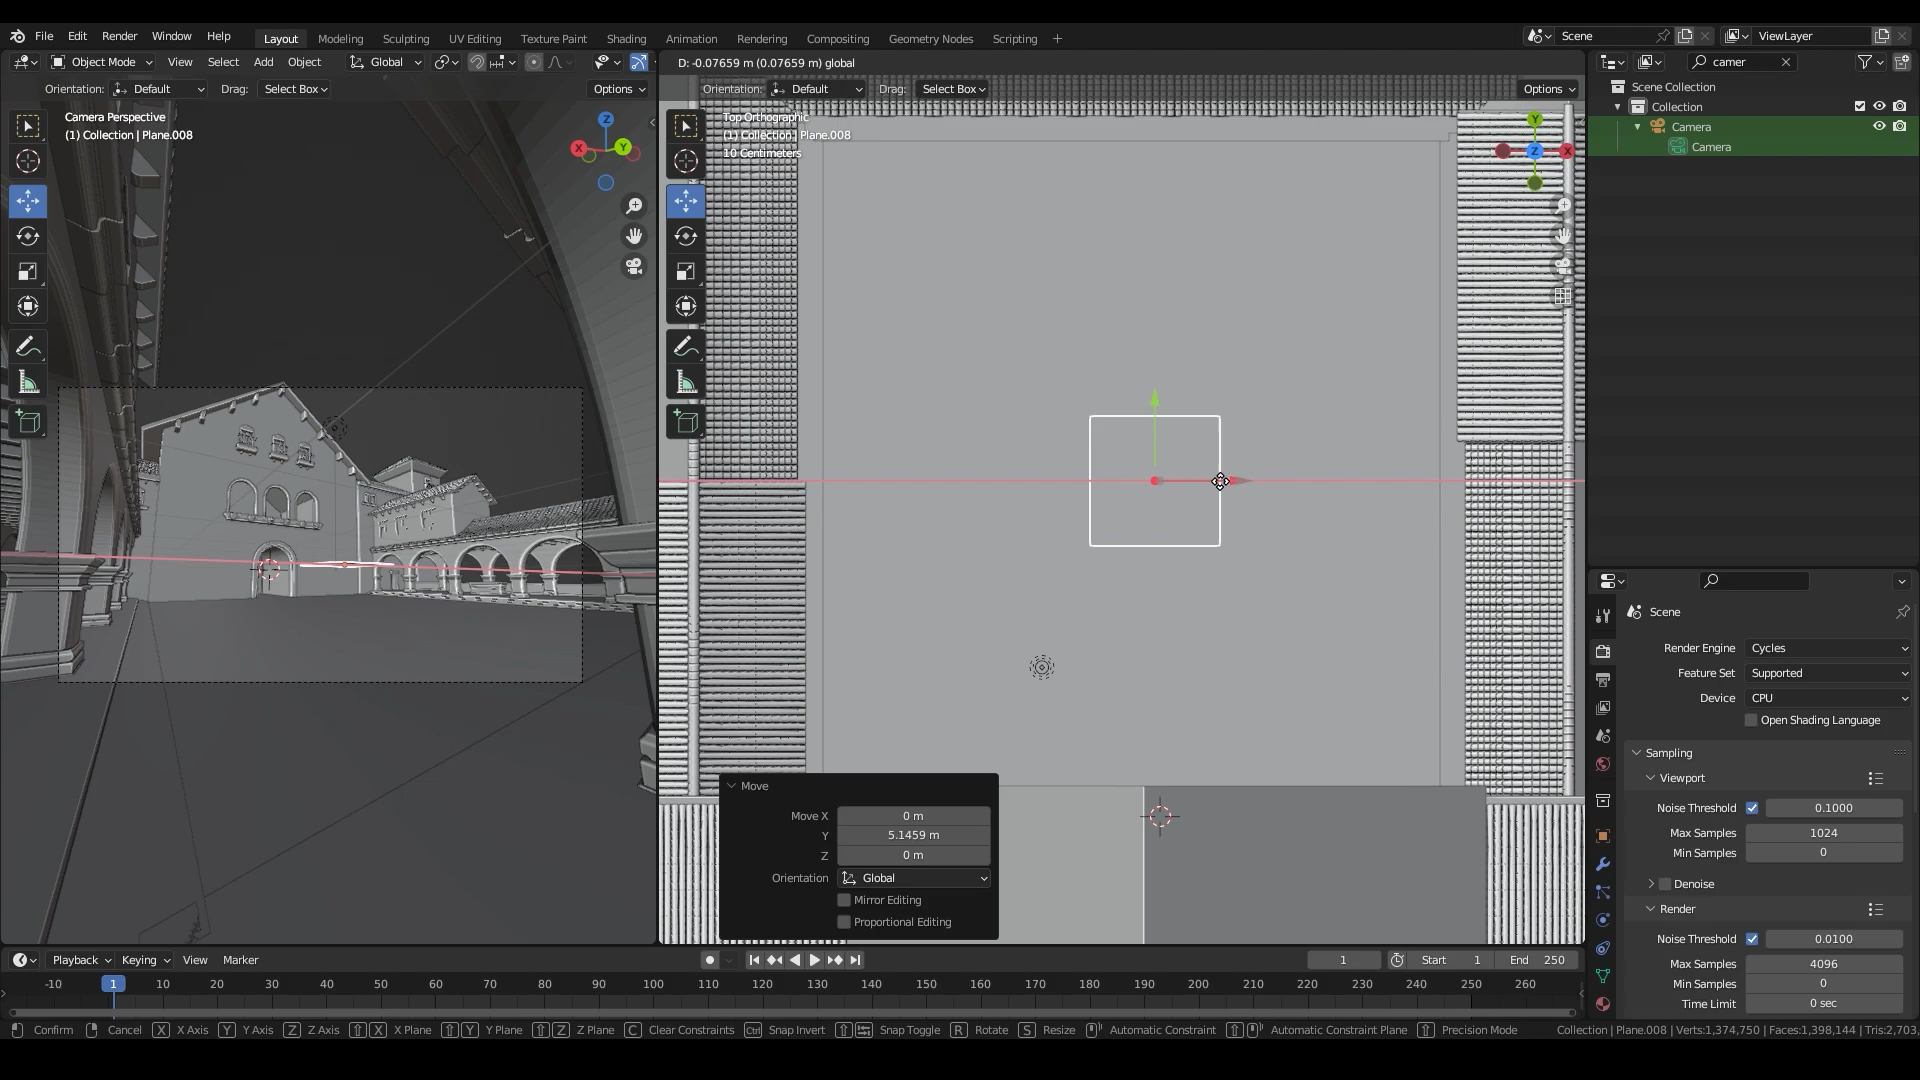 File Edit Render Window Help Layout Modeling Sculpting UV Editing Texture Paint Shading Animation Rendering Compositing Geometry Nodes Scripting Scene ViewLayer
Object Mode View Select Add Object Global
D: -0.07659 m (0.07659 m) global
camer
Orientation: Default Drag: Select Box Options
Orientation: Default Drag: Select Box Options
Scene Collection
Collection
Camera
Camera
Camera Perspective
(1) Collection | Plane.008
Z
X
Y
Top Orthographic
(1) Collection | Plane.008
10 Centimeters
Y
Z
X
Move
Move X 0 m
Y 5.1459 m
Z 0 m
Orientation Global
Mirror Editing
Proportional Editing
Scene
Render Engine Cycles
Feature Set Supported
Device CPU
Open Shading Language
Sampling
Viewport
Noise Threshold 0.1000
Max Samples 1024
Min Samples 0
Denoise
Render
Noise Threshold 0.0100
Max Samples 4096
Min Samples 0
Time Limit 0 sec
Playback Keying View Marker 1 Start 1 End 250
-10 1 10 20 30 40 50 60 70 80 90 100 110 120 130 140 150 160 170 180 190 200 210 220 230 240 250 260
Confirm Cancel X X Axis Y Y Axis Z Z Axis X X Plane Y Y Plane Z Z Plane C Clear Constraints Ctrl Snap Invert Snap Toggle R Rotate S Resize Automatic Constraint Automatic Constraint Plane Precision Mode Collection | Plane.008 | Verts:1,374,750 | Faces:1,398,144 | Tris:2,703,